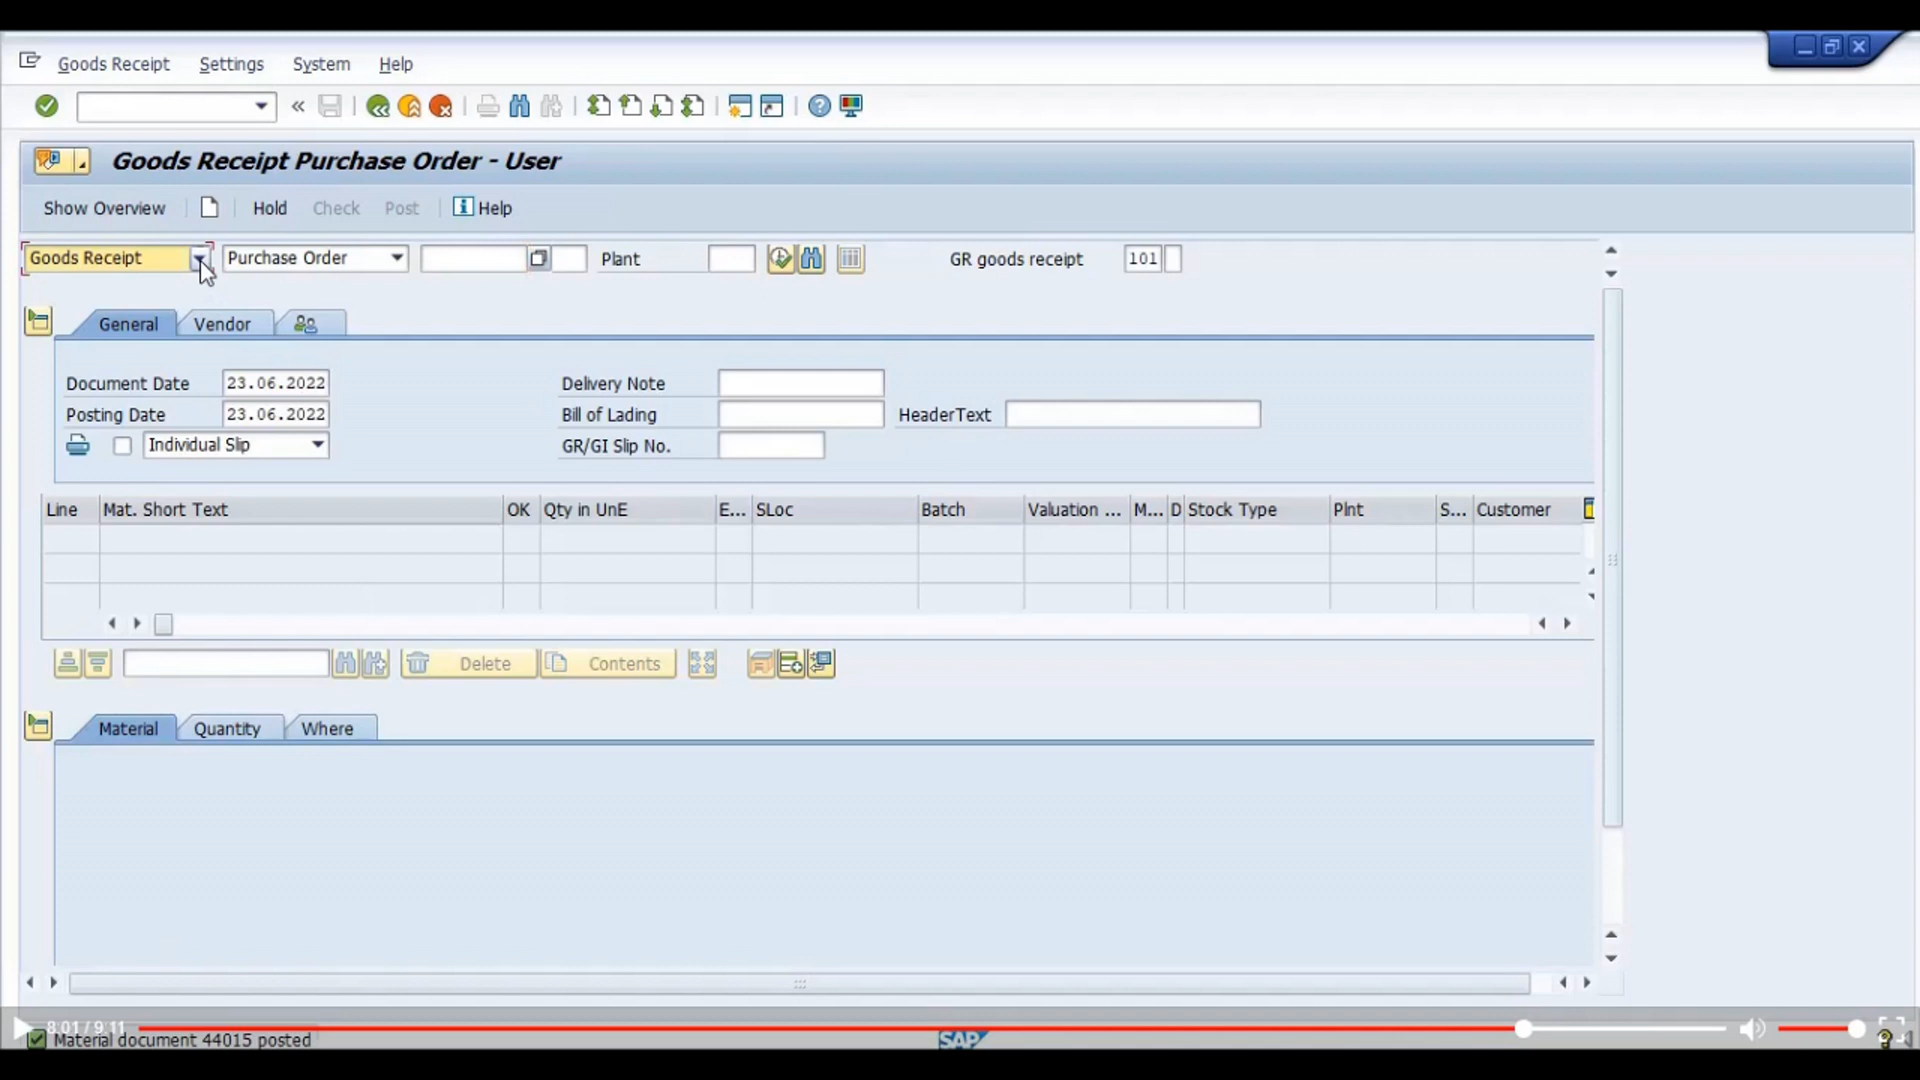 Goods Receipt Settings System Help
Goods Receipt Purchase Order - User
Show Overview Hold Check Post Help
Goods Receipt Purchase Order Plant GR goods receipt 101
General Vendor
Document Date 23.06.2022 Delivery Note
Posting Date 23.06.2022 Bill of Lading HeaderText
Individual Slip GR/GI Slip No.
Line Mat. Short Text OK Qty in UnE E... SLoc Batch Valuation ... M... D Stock Type Plnt S... Customer
Delete Contents
Material Quantity Where
8.01 / 9.11
Material document 44015 posted SAP